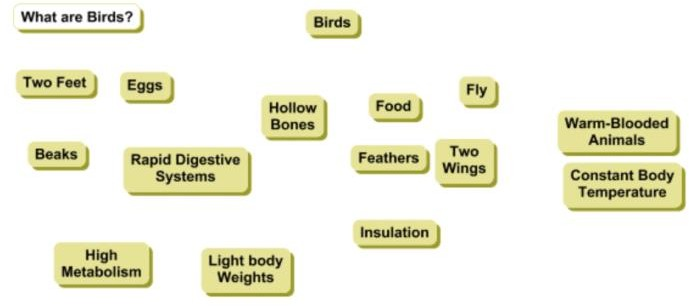 What are Birds?
Birds
Two Feet
Eggs
Fly
Hollow
Bones
Food
Warm-Blooded
Animals
Beaks
Rapid Digestive
Systems
Feathers
Two
Wings
Constant Body
Temperature
Insulation
High
Metabolism
Light body
Weights